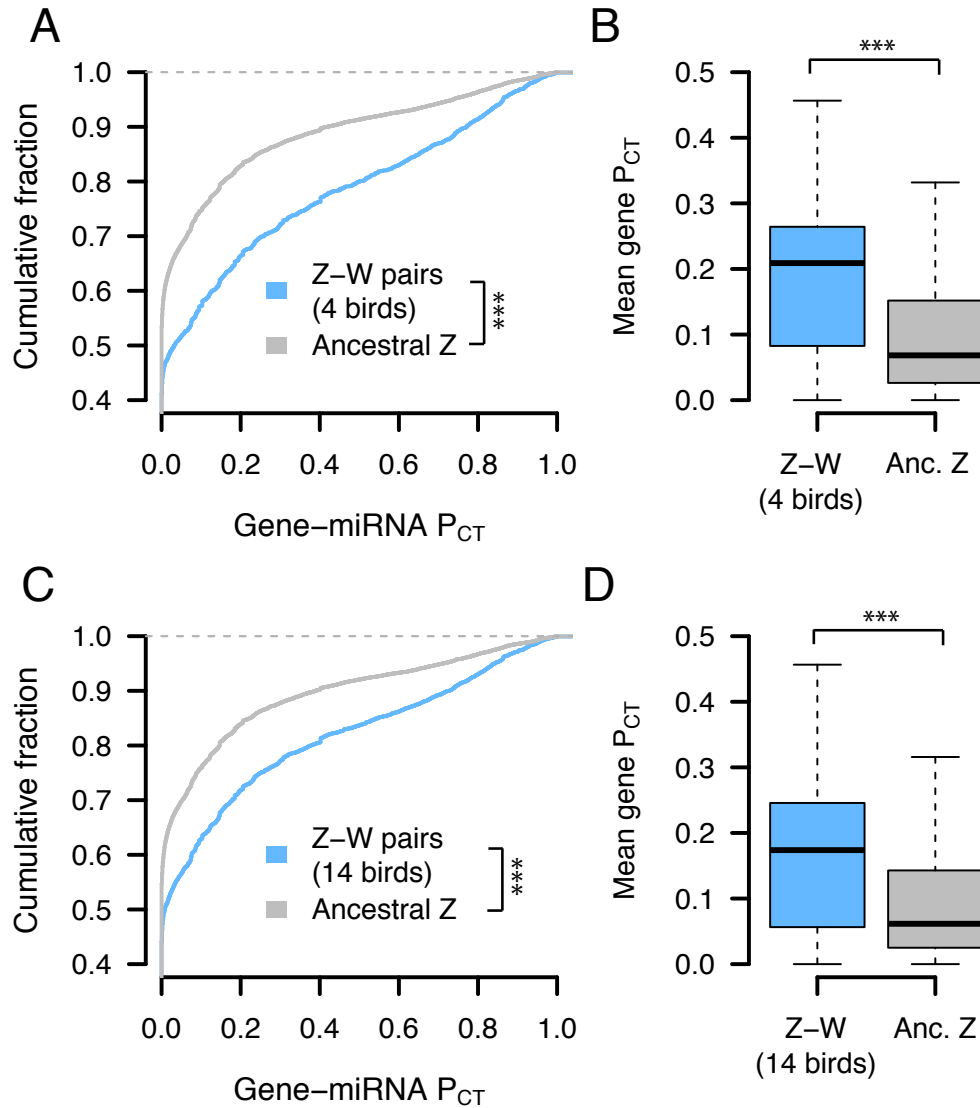 A
Cumulative fraction
1.0
0.9
0.8
0.7
0.6
0.5
0.4
Z−W pairs
(4 birds)
Ancestral Z
***
0.0 0.2 0.4 0.6 0.8 1.0
Gene−miRNA PCT
B
***
Mean gene PCT
0.5
0.4
0.3
0.2
0.1
0.0
Z−W
(4 birds)
Anc. Z
C
Cumulative fraction
1.0
0.9
0.8
0.7
0.6
0.5
0.4
Z−W pairs
(14 birds)
Ancestral Z
***
0.0 0.2 0.4 0.6 0.8 1.0
Gene−miRNA PCT
D
***
Mean gene PCT
0.5
0.4
0.3
0.2
0.1
0.0
Z−W
(14 birds)
Anc. Z